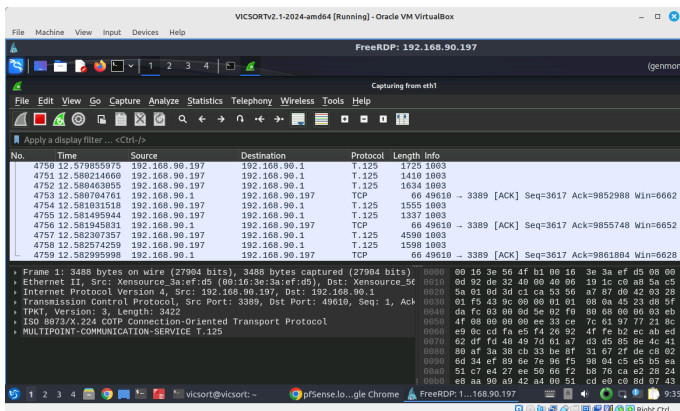 VICSORTv2.1-2024-amd64 [Running] - Oracle VM VirtualBox
File Machine View Input Devices Help
FreeRDP: 192.168.90.197
1 2 3 4 (genmon
Capturing from eth1
File Edit View Go Capture Analyze Statistics Telephony Wireless Tools Help
Apply a display filter ... <Ctrl-/>
No. Time Source Destination Protocol Length Info
4750 12.579855975 192.168.90.197 192.168.90.1 T.125 1725 1003
4751 12.580214660 192.168.90.197 192.168.90.1 T.125 1410 1003
4752 12.580463055 192.168.90.197 192.168.90.1 T.125 1634 1003
4753 12.580704761 192.168.90.1 192.168.90.197 TCP 66 49610 → 3389 [ACK] Seq=3617 Ack=9852988 Win=6662
4754 12.581031518 192.168.90.197 192.168.90.1 T.125 1555 1003
4755 12.581495944 192.168.90.197 192.168.90.1 T.125 1337 1003
4756 12.581945831 192.168.90.1 192.168.90.197 TCP 66 49610 → 3389 [ACK] Seq=3617 Ack=9855748 Win=6652
4757 12.582307357 192.168.90.197 192.168.90.1 T.125 4590 1003
4758 12.582574259 192.168.90.197 192.168.90.1 T.125 1598 1003
4759 12.582995998 192.168.90.1 192.168.90.197 TCP 66 49610 → 3389 [ACK] Seq=3617 Ack=9861804 Win=6628
Frame 1: 3488 bytes on wire (27904 bits), 3488 bytes captured (27904 bits)
Ethernet II, Src: Xensource_3a:ef:d5 (00:16:3e:3a:ef:d5), Dst: Xensource_56
Internet Protocol Version 4, Src: 192.168.90.197, Dst: 192.168.90.1
Transmission Control Protocol, Src Port: 3389, Dst Port: 49610, Seq: 1, Ack
TPKT, Version: 3, Length: 3422
ISO 8073/X.224 COTP Connection-Oriented Transport Protocol
MULTIPOINT-COMMUNICATION-SERVICE T.125
0000 00 16 3e 56 4f b1 00 16 3e 3a ef d5 08 00
0010 0d 92 de 32 40 00 40 06 19 1c c0 a8 5a c5
0020 5a 01 0d 3d c1 ca 53 56 a7 87 d0 42 03 28
0030 01 f5 43 9c 00 00 01 01 08 0a 45 23 d8 5f
0040 da fc 03 00 0d 5e 02 f0 80 68 00 06 03 eb
0050 4f 08 00 00 00 ee 33 ce 7c 61 97 77 21 8c
0060 e9 0c cd fa e5 f4 26 92 4f fe b2 ec ab ed
0070 62 df fd 48 49 7d 61 a7 d3 d5 85 8e 4c 41
0080 80 af 3a 38 cb 33 be 8f 31 67 2f de c8 02
0090 6d 34 ef 89 6e 7e 96 f5 98 04 c5 e5 b5 ea
00a0 51 c7 e4 27 ee 50 66 f2 b8 76 ca e2 28 24
00b0 e8 aa 90 a9 42 a4 00 51 cd e0 c0 8d 07 43
1 2 3 4 vicsort@vicsort: ~ pfSense.lo...gle Chrome FreeRDP: 1...168.90.197 9:35
Right Ctrl